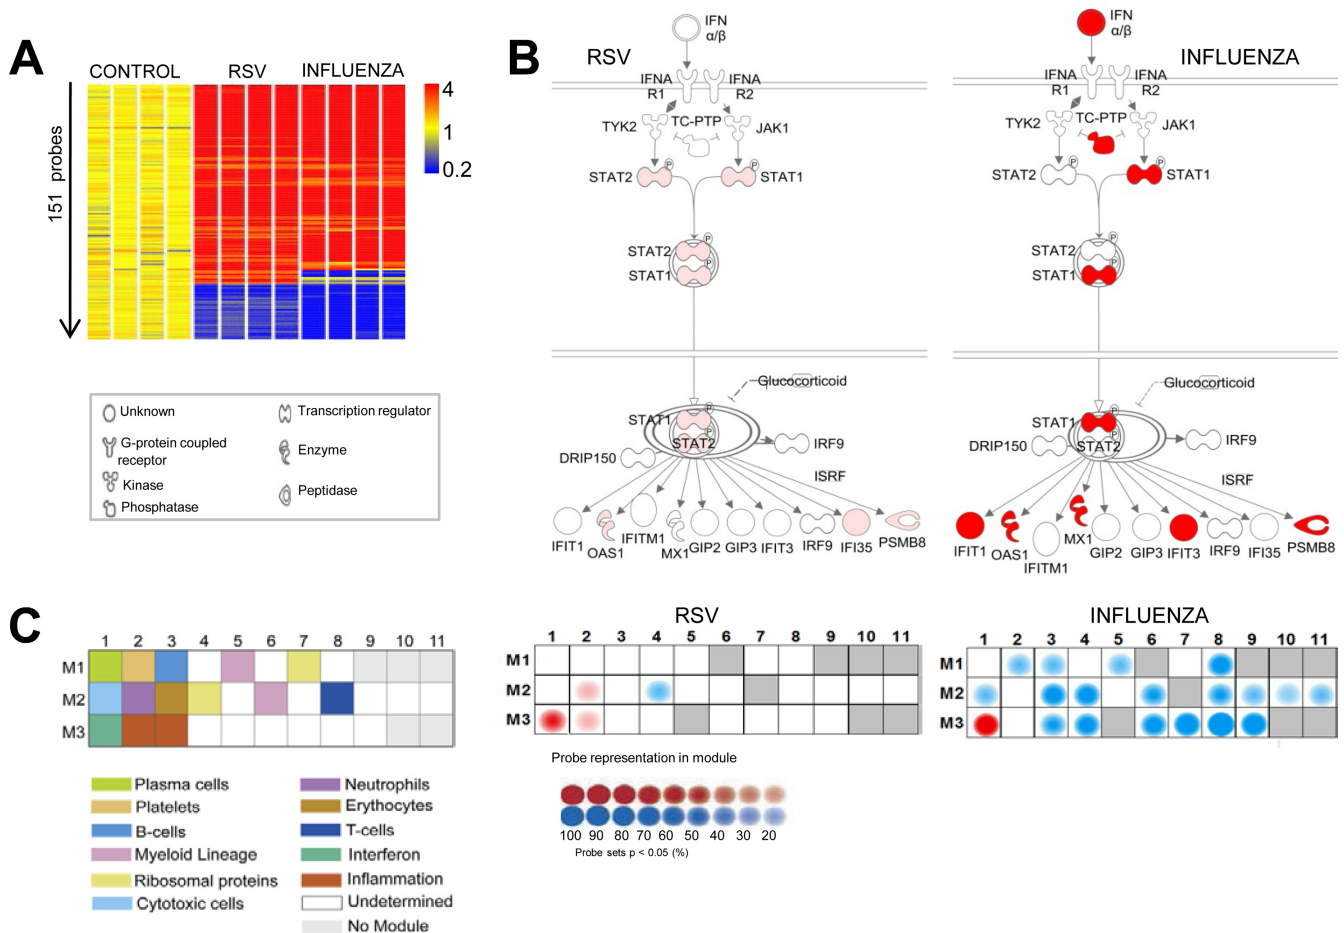 A
CONTROL RSV INFLUENZA
151 probes
4
1
0.2
Unknown
G-protein coupled
receptor
Kinase
Phosphatase
Transcription regulator
Enzyme
Peptidase
B
RSV
IFN
α/β
IFNA
R1
IFNA
R2
TYK2
TC-PTP
JAK1
P
P
STAT2
STAT1
STAT2
P
STAT1
P
Glucocorticoid
STAT1
P
STAT2
P
DRIP150
IRF9
ISRF
IFIT1
OAS1
IFITM1
MX1
GIP2
GIP3
IFIT3
IRF9
IFI35
PSMB8
INFLUENZA
IFN
α/β
IFNA
R1
IFNA
R2
TYK2
TC-PTP
JAK1
P
P
STAT2
STAT1
STAT2
P
STAT1
P
Glucocorticoid
STAT1
P
STAT2
P
DRIP150
IRF9
ISRF
IFIT1
OAS1
IFITM1
MX1
GIP2
GIP3
IFIT3
IRF9
IFI35
PSMB8
C
1 2 3 4 5 6 7 8 9 10 11
M1
M2
M3
Plasma cells
Platelets
B-cells
Myeloid Lineage
Ribosomal proteins
Cytotoxic cells
Neutrophils
Erythocytes
T-cells
Interferon
Inflammation
Undetermined
No Module
RSV
1 2 3 4 5 6 7 8 9 10 11
M1
M2
M3
Probe representation in module
100 90 80 70 60 50 40 30 20
Probe sets p < 0.05 (%)
INFLUENZA
1 2 3 4 5 6 7 8 9 10 11
M1
M2
M3